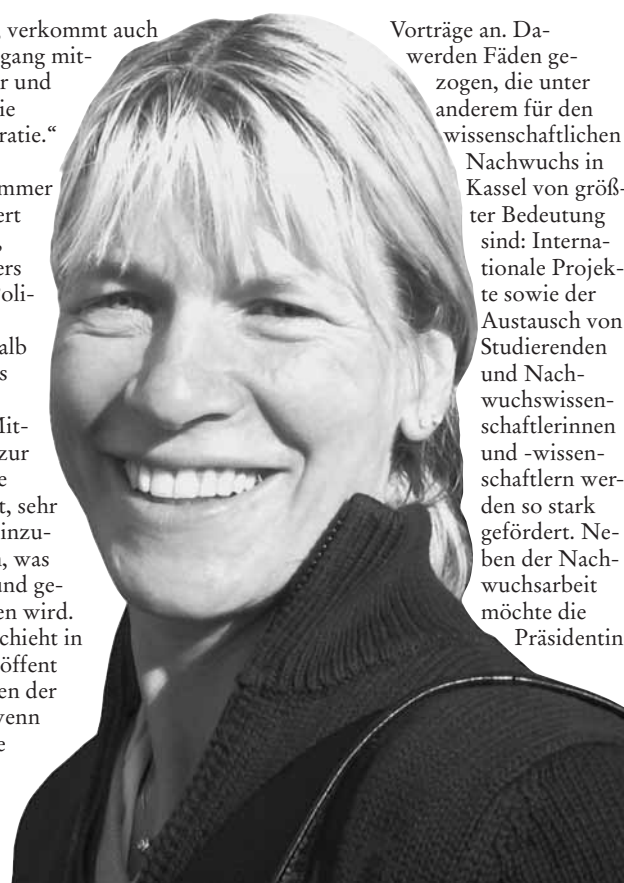 verkommt auch
gang mit-
r und
ie
ratie.“
mmer
ert
ers
oli-
alb
s
Mit-
zur
e
t, sehr
inzu-
, was
und ge-
en wird.
chieht in
öffent
en der
wenn
e
Vorträge an. Da-
werden Fäden ge-
zogen, die unter
anderem für den
wissenschaftlichen
Nachwuchs in
Kassel von größ-
ter Bedeutung
sind: Interna-
tionale Projek-
te sowie der
Austausch von
Studierenden
und Nach-
wuchswissen-
schaftlerinnen
und -wissen-
schaftlern wer-
den so stark
gefördert. Ne-
ben der Nach-
wuchsarbeit
möchte die
Präsidentin